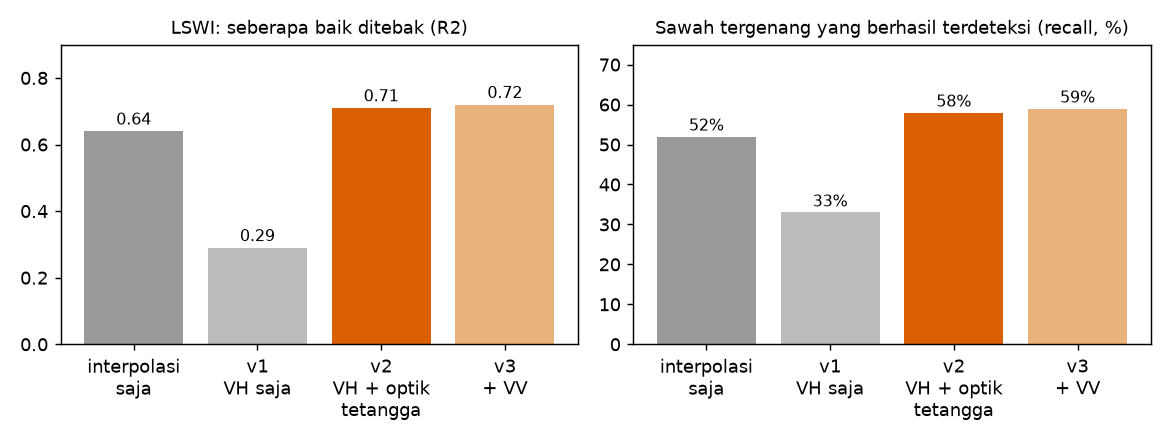 LSWI: seberapa baik ditebak (R2)
0.8
0.6
0.4
0.2
0.0
0.64
0.29
0.71
0.72
interpolasi
saja
v1
VH saja
v2
VH + optik
tetangga
v3
+ VV
Sawah tergenang yang berhasil terdeteksi (recall, %)
70
60
50
40
30
20
10
0
52%
33%
58%
59%
interpolasi
saja
v1
VH saja
v2
VH + optik
tetangga
v3
+ VV